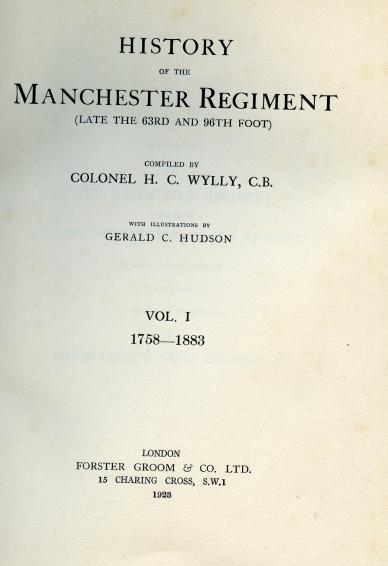 HISTORY
OF THE
MANCHESTER REGIMENT
(LATE THE 63RD AND 96TH FOOT)
COMPILED BY
COLONEL H. C. WYLLY, C.B.
WITH ILLUSTRATIONS BY
GERALD C. HUDSON
VOL. I
1758—1883
LONDON
FORSTER GROOM & CO. LTD.
15 CHARING CROSS, S.W.1
1923